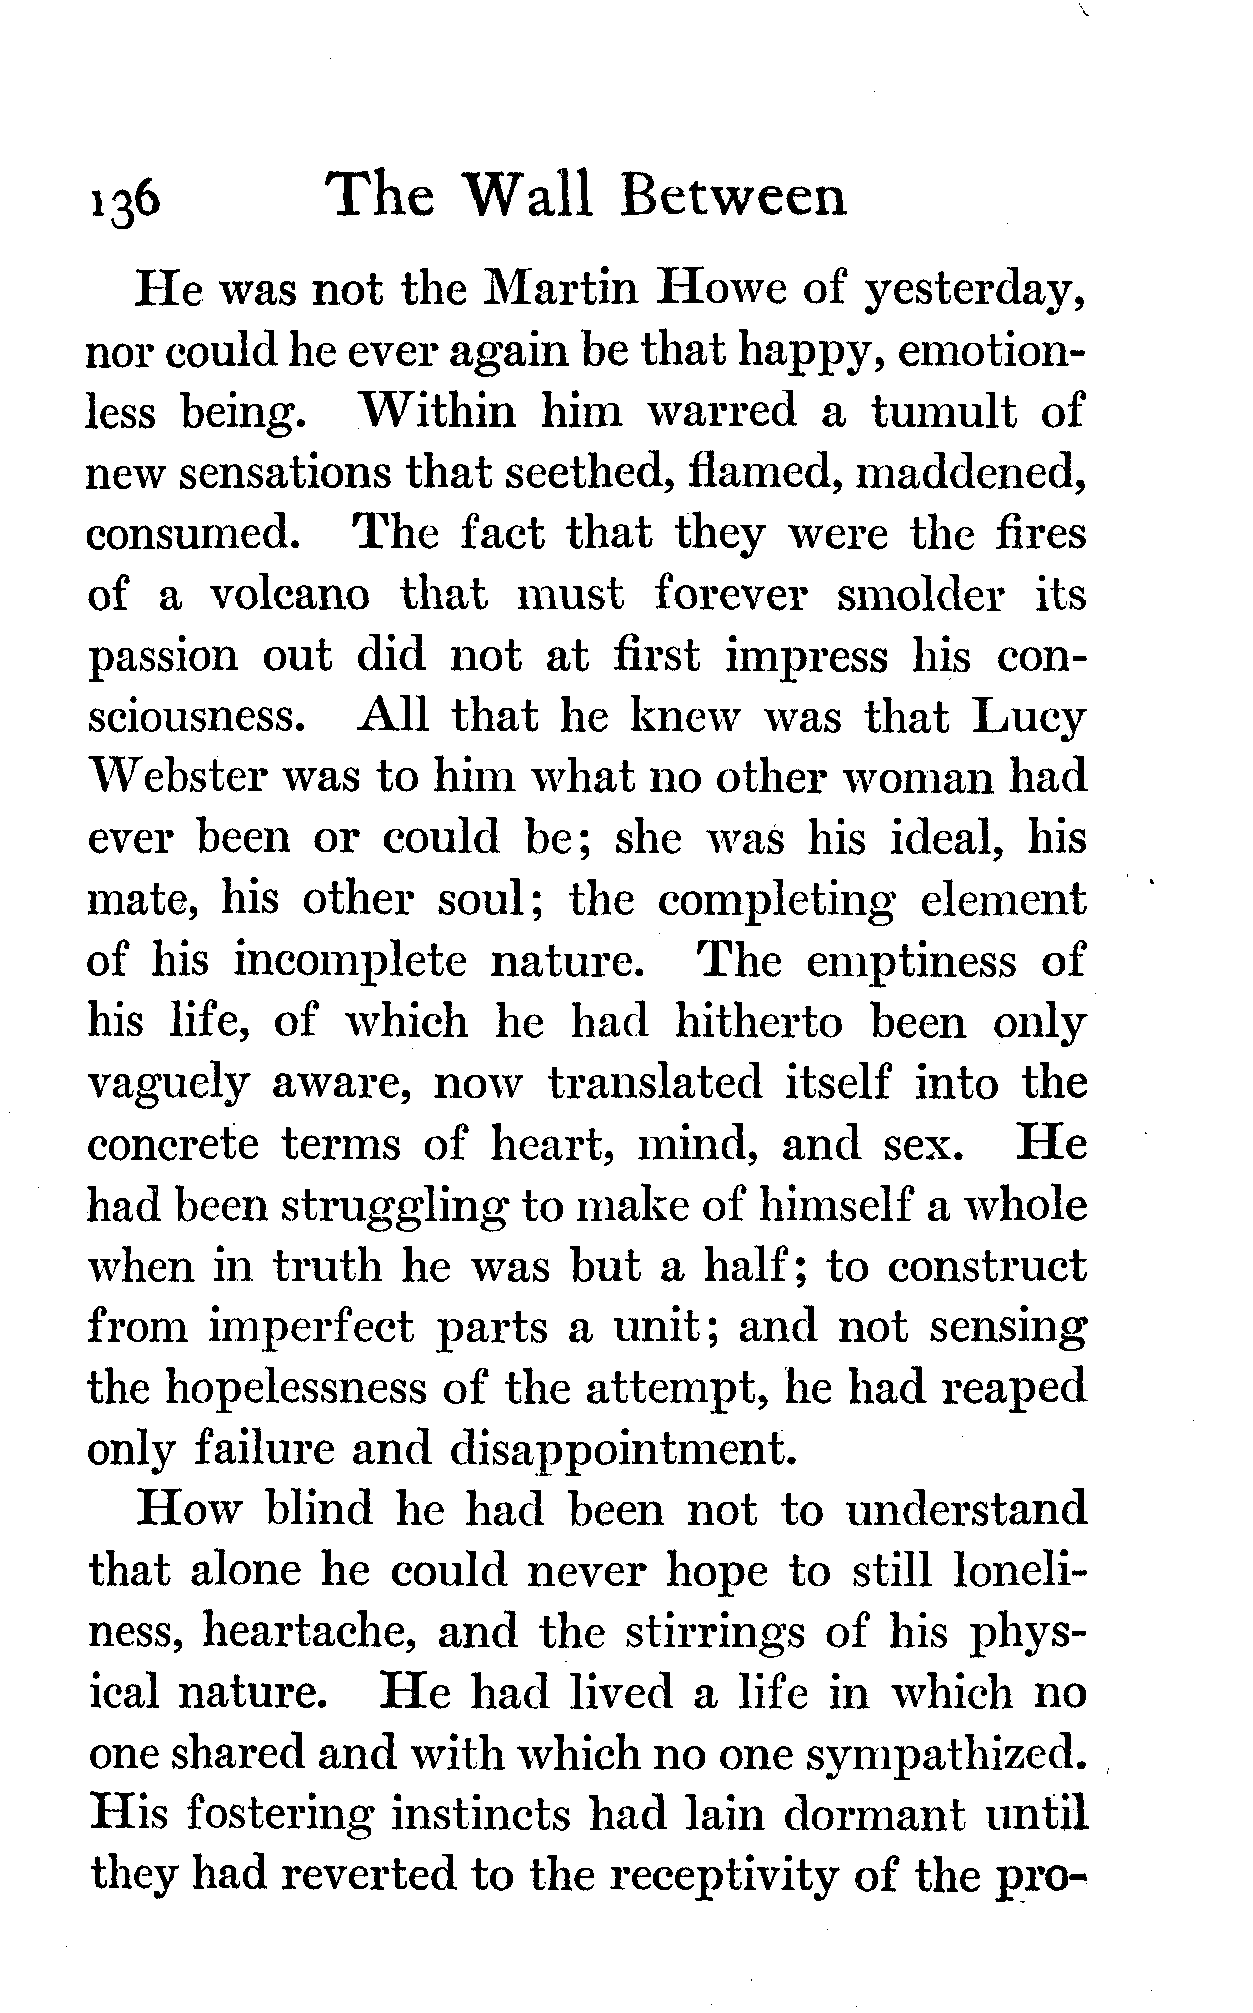 136 The Wall Between
He was not the Martin Howe of yesterday,
nor could he ever again be that happy, emotion-
less being. Within him warred a tumult of
new sensations that seethed, flamed, maddened,
consumed. The fact that they were the fires
of a volcano that must forever smolder its
passion out did not at first impress his con-
sciousness. All that he knew was that Lucy
Webster was to him what no other woman had
ever been or could be; she was his ideal, his
mate, his other soul; the completing element
of his incomplete nature. The emptiness of
his life, of which he had hitherto been only
vaguely aware, now translated itself into the
concrete terms of heart, mind, and sex. He
had been struggling to make of himself a whole
when in truth he was but a half; to construct
from imperfect parts a unit; and not sensing
the hopelessness of the attempt, he had reaped
only failure and disappointment.
How blind he had been not to understand
that alone he could never hope to still loneli-
ness, heartache, and the stirrings of his phys-
ical nature. He had lived a life in which no
one shared and with which no one sympathized.
His fostering instincts had lain dormant until
they had reverted to the receptivity of the pro-